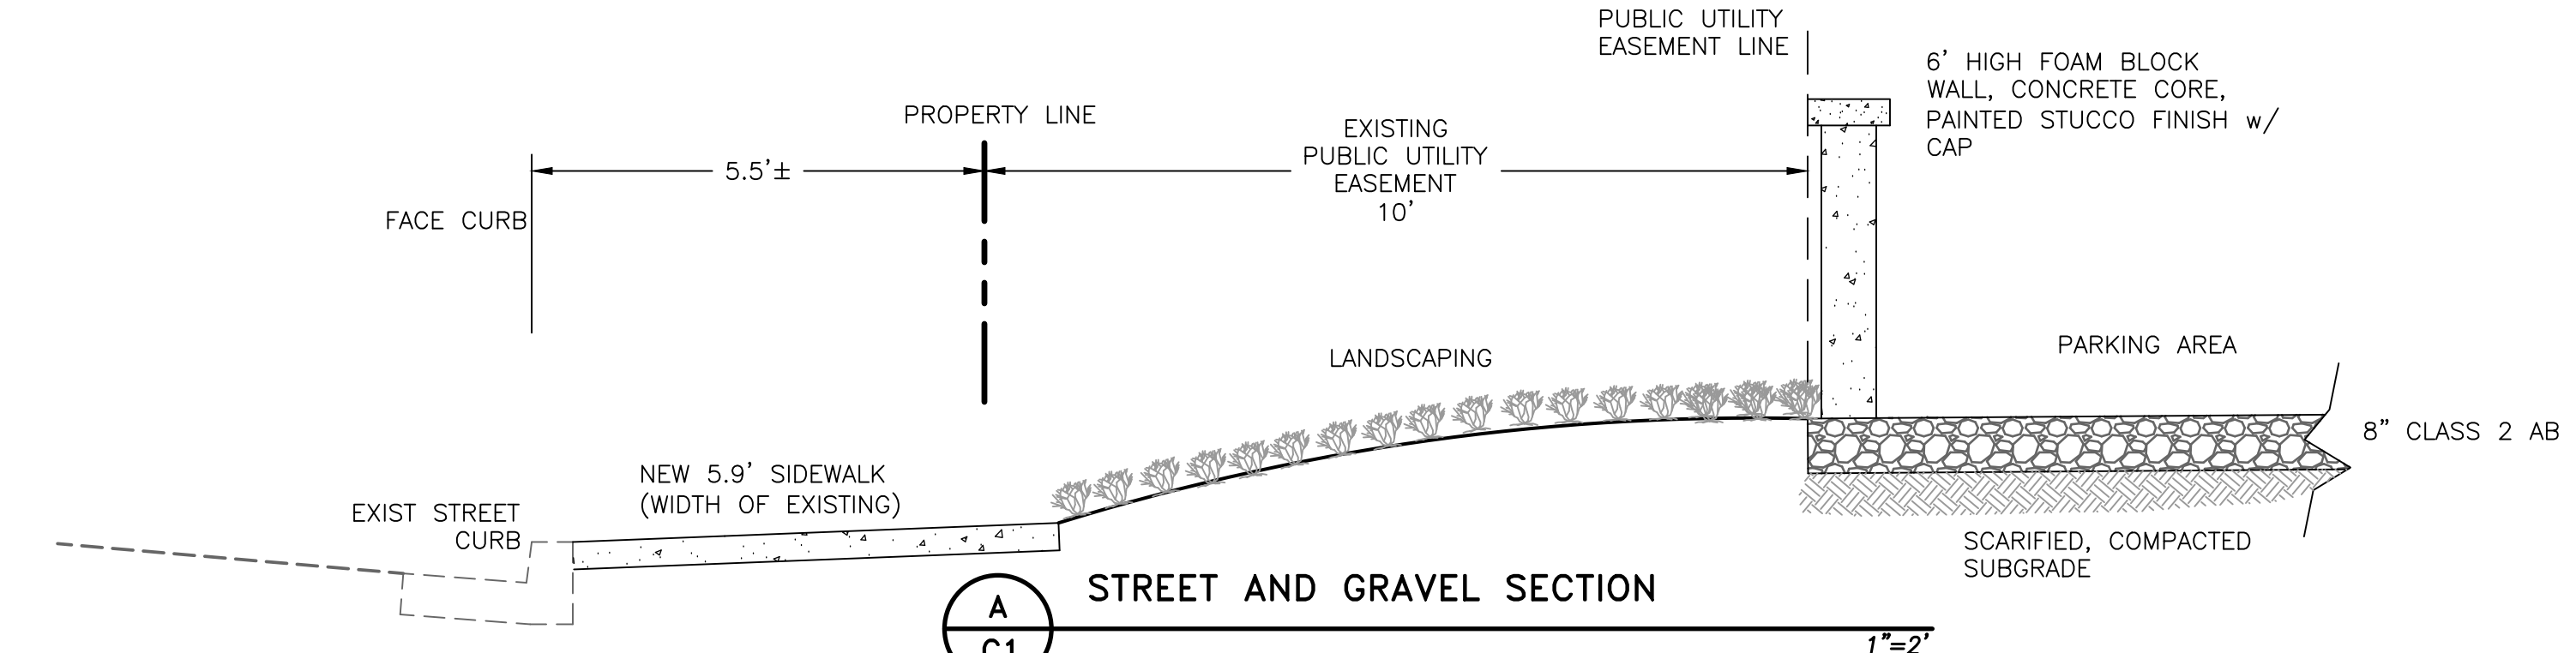 PUBLIC UTILITY
EASEMENT LINE
6' HIGH FOAM BLOCK
WALL, CONCRETE CORE,
PAINTED STUCCO FINISH w/
CAP
PROPERTY LINE
EXISTING
PUBLIC UTILITY
EASEMENT
10'
5.5'±
FACE CURB
LANDSCAPING
PARKING AREA
8" CLASS 2 AB
NEW 5.9' SIDEWALK
(WIDTH OF EXISTING)
EXIST STREET
CURB
SCARIFIED, COMPACTED
SUBGRADE
A
C1
STREET AND GRAVEL SECTION
1"=2'